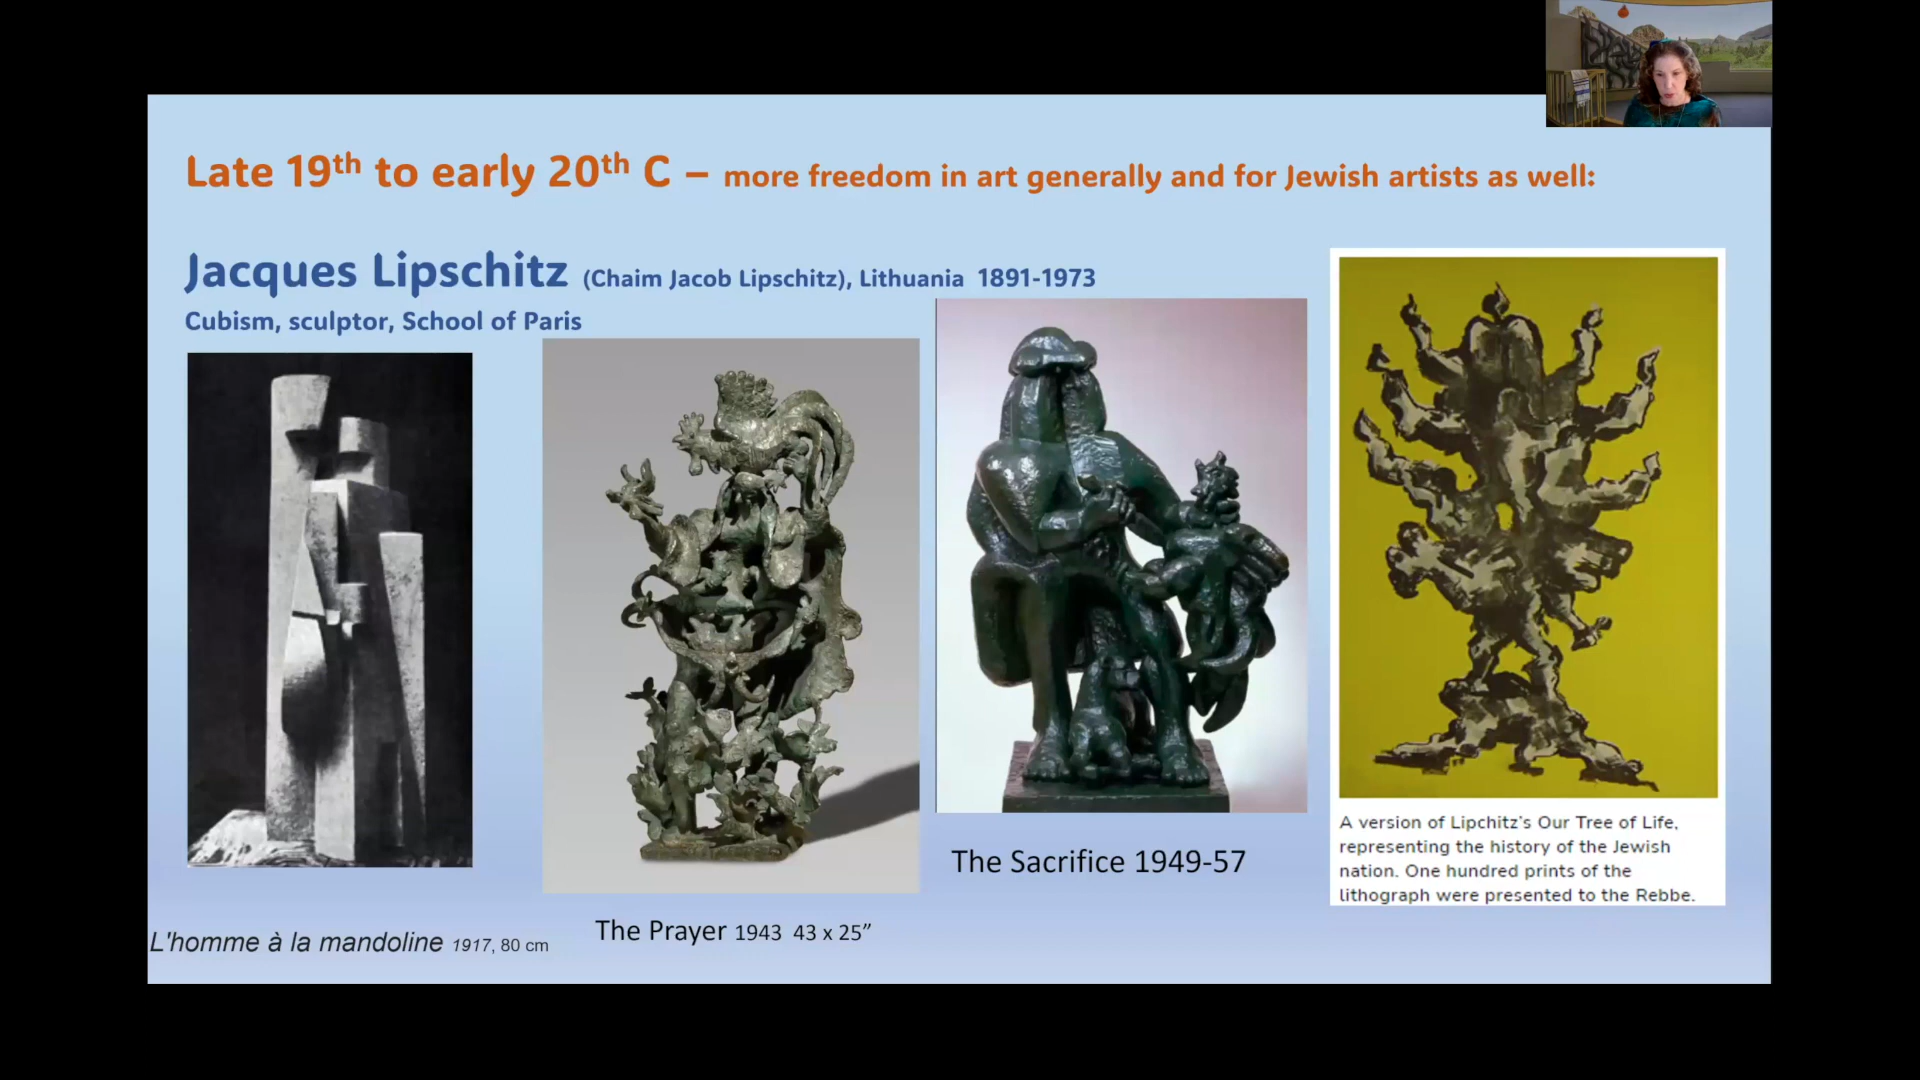 Late 19th to early 20th C – more freedom in art generally and for Jewish artists as well:
Jacques Lipschitz (Chaim Jacob Lipschitz), Lithuania 1891-1973
Cubism, sculptor, School of Paris
L'homme à la mandoline 1917, 80 cm
The Prayer 1943 43 x 25”
The Sacrifice 1949-57
A version of Lipchitz's Our Tree of Life,
representing the history of the Jewish
nation. One hundred prints of the
lithograph were presented to the Rebbe.